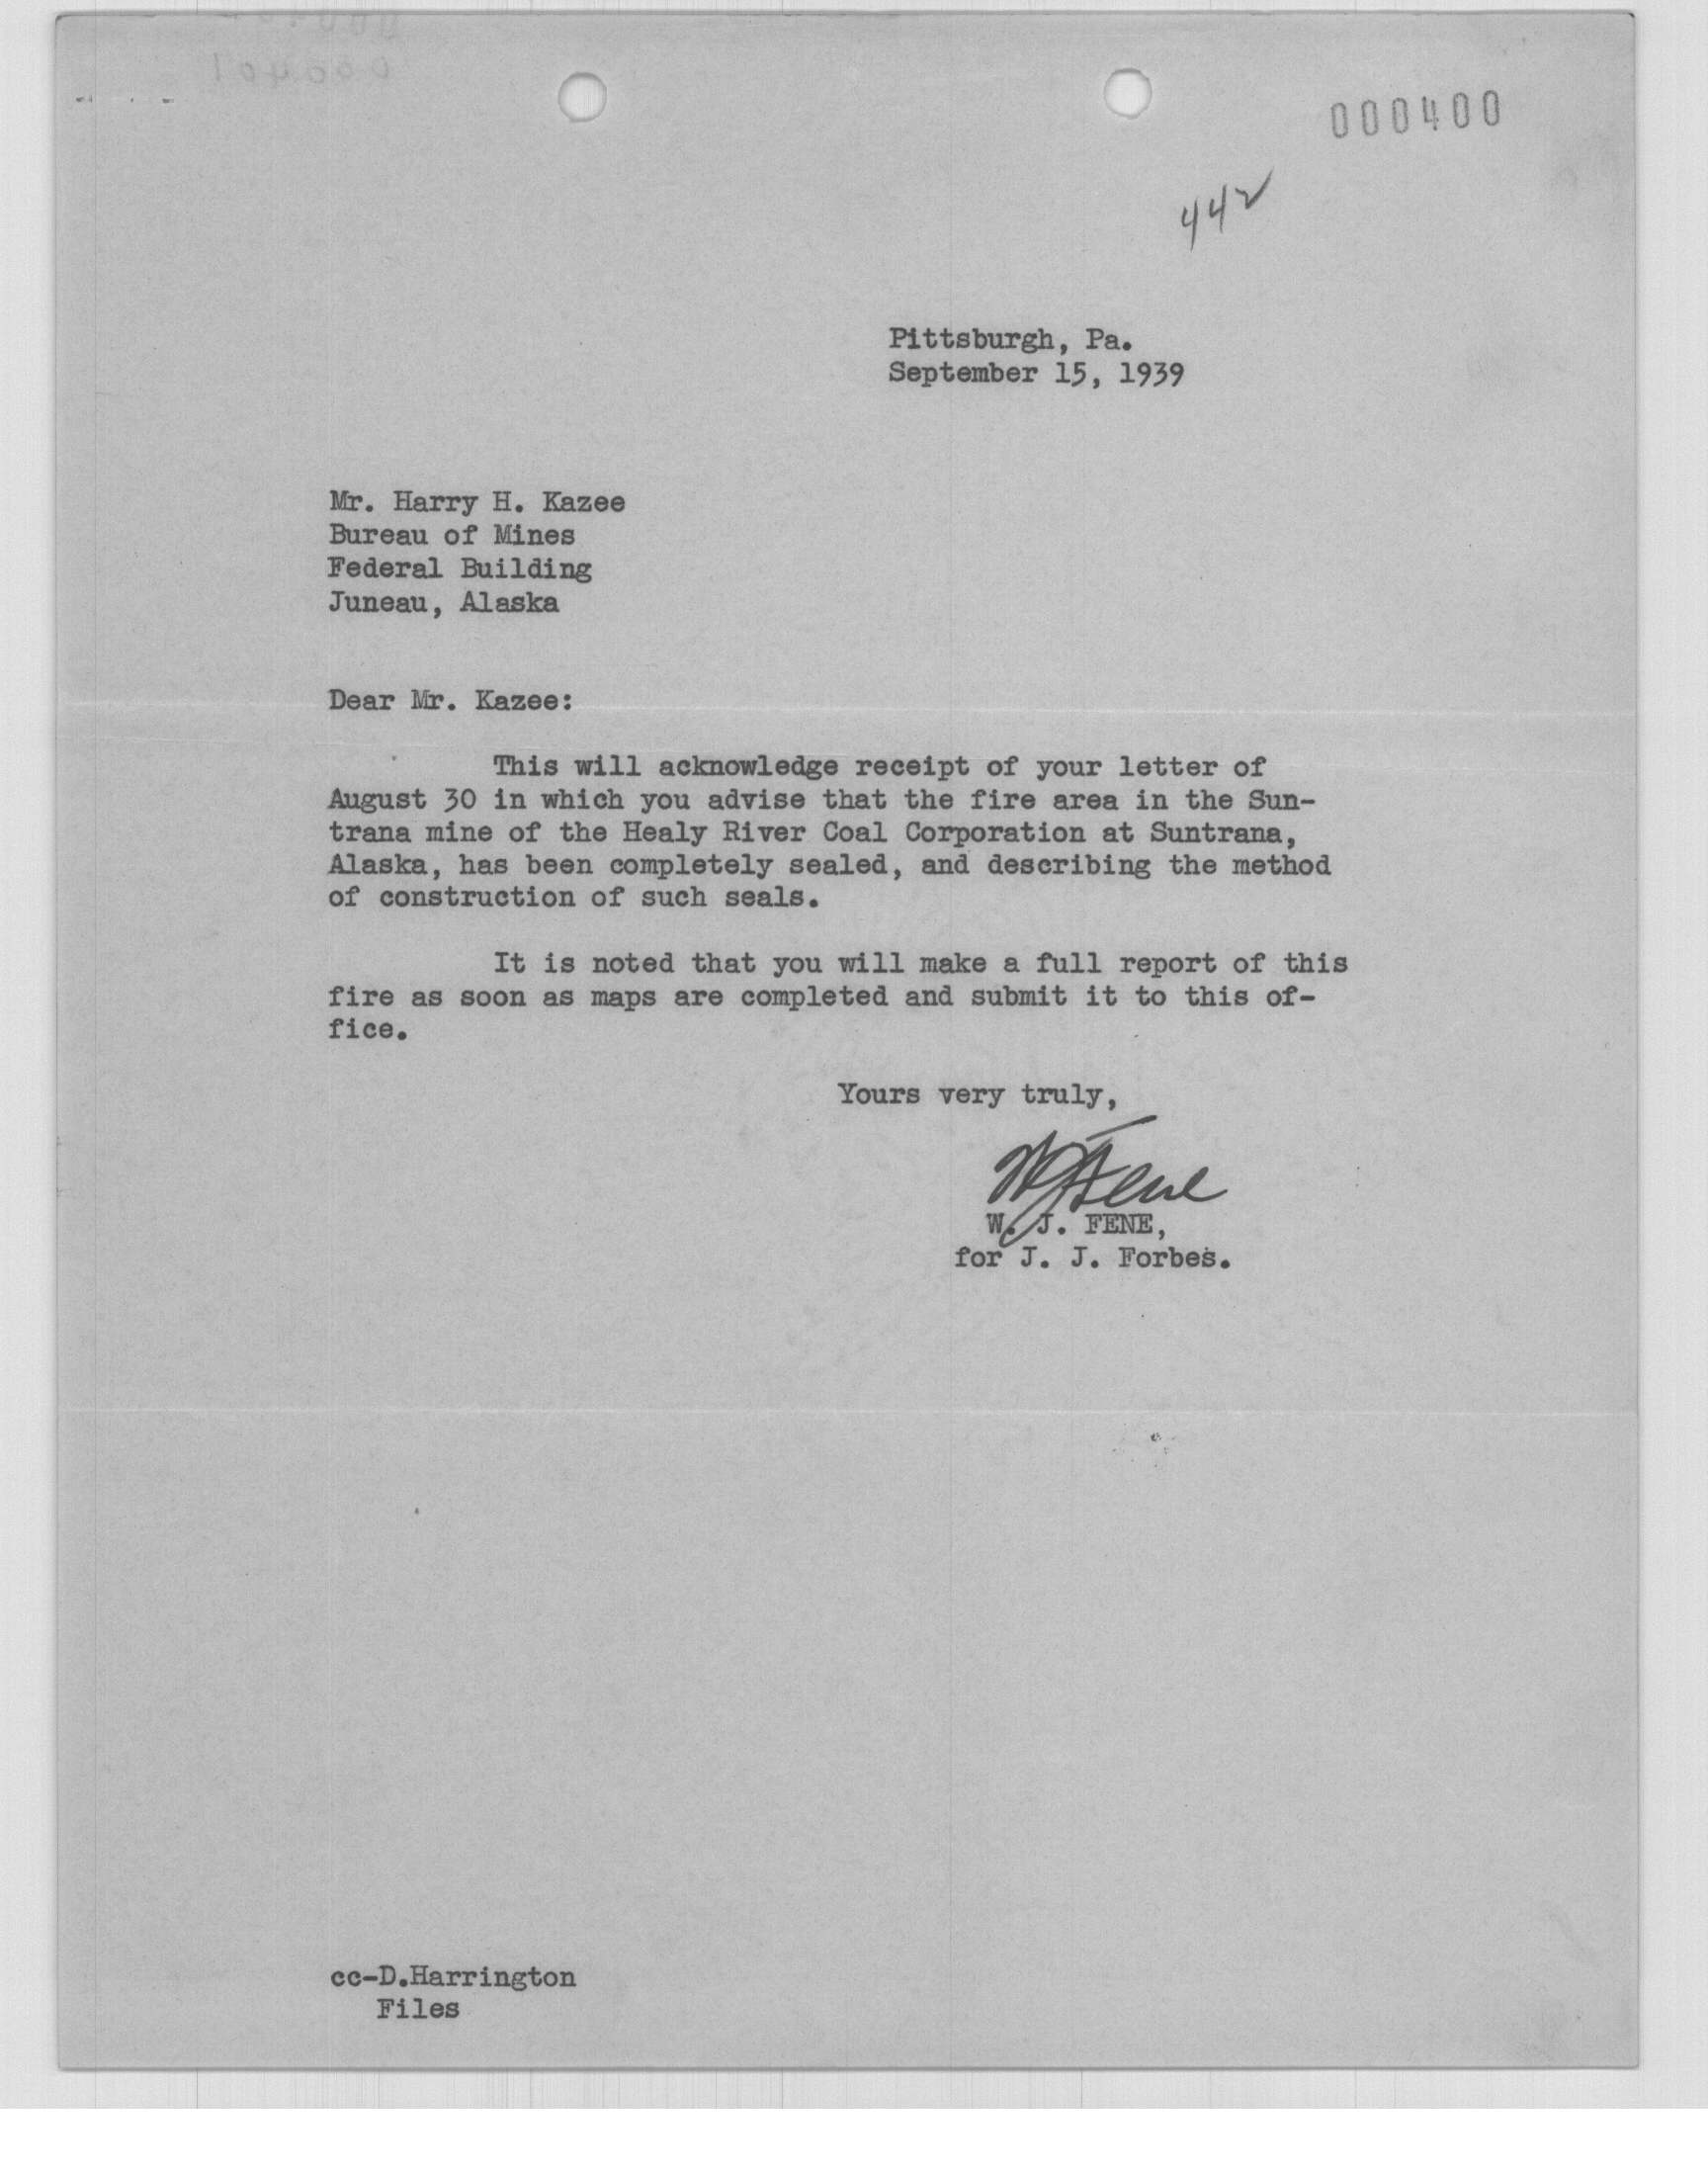 000400
442
Pittsburgh, Pa.
September 15, 1939
Mr. Harry H. Kazee
Bureau of Mines
Federal Building
Juneau, Alaska
Dear Mr. Kazee:
This will acknowledge receipt of your letter of
August 30 in which you advise that the fire area in the Sun-
trana mine of the Healy River Coal Corporation at Suntrana,
Alaska, has been completely sealed, and describing the method
of construction of such seals.
It is noted that you will make a full report of this
fire as soon as maps are completed and submit it to this of-
fice.
Yours very truly,
WJFene
W. J. FENE,
for J. J. Forbes.
cc-D.Harrington
Files